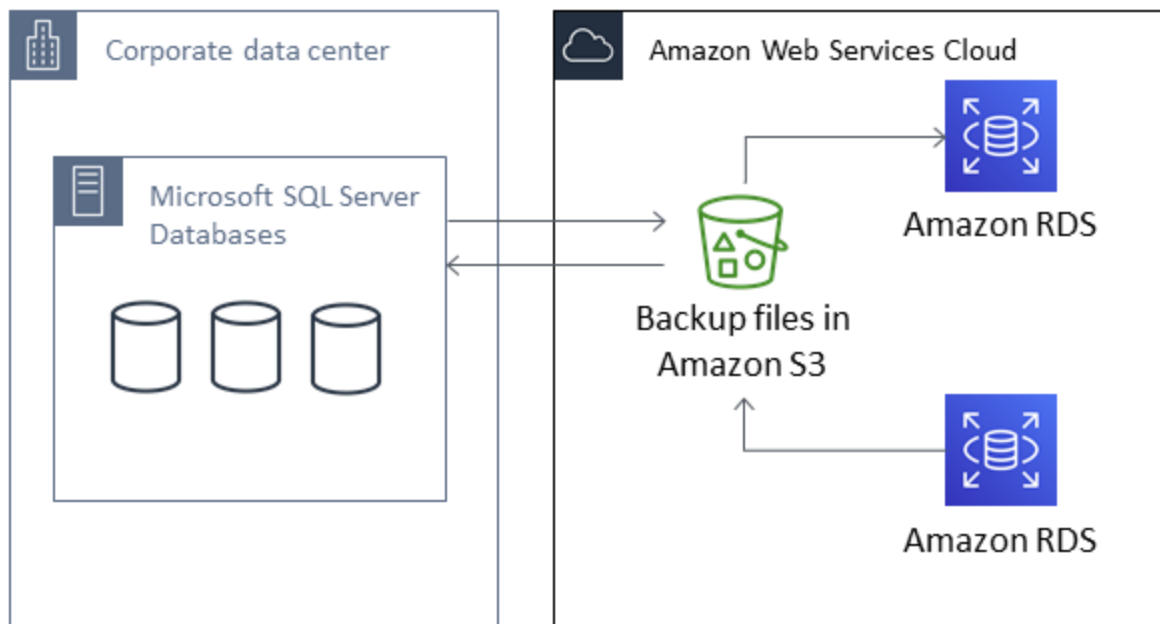 Corporate data center
Amazon Web Services Cloud
Microsoft SQL Server
Databases
Amazon RDS
Backup files in
Amazon S3
Amazon RDS